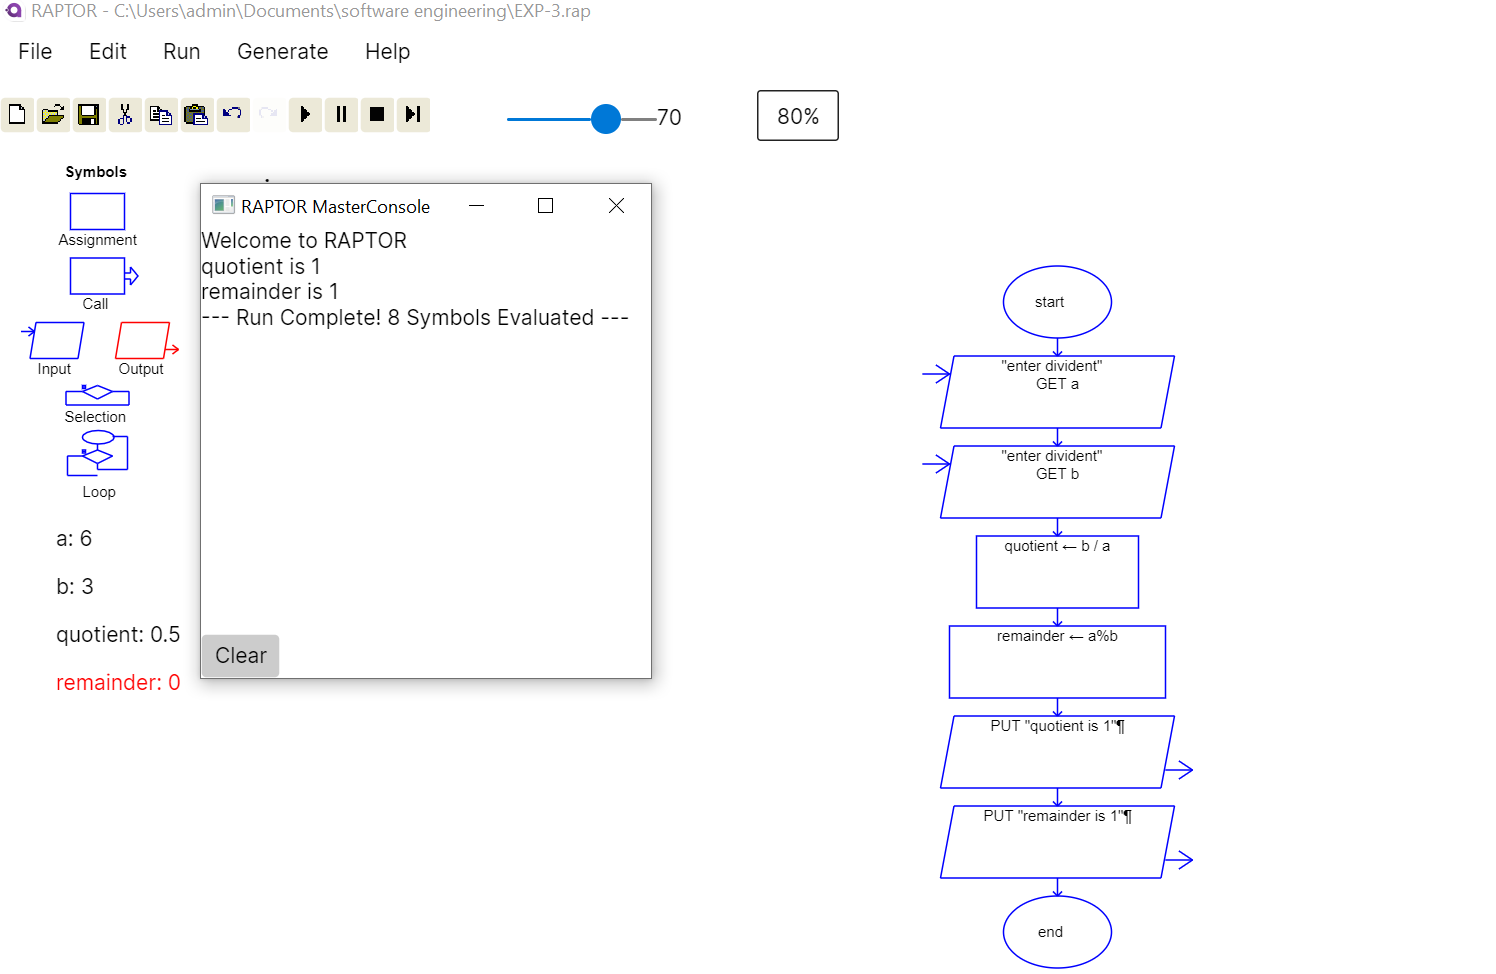 RAPTOR - C:\Users\admin\Documents\software engineering\EXP-3.rap
File Edit Run Generate Help
70
80%
Symbols
Assignment
Call
Input Output
Selection
Loop
a: 6
b: 3
quotient: 0.5
remainder: 0
RAPTOR MasterConsole
Welcome to RAPTOR
quotient is 1
remainder is 1
--- Run Complete! 8 Symbols Evaluated ---
Clear
start
"enter divident"
GET a
"enter divident"
GET b
quotient ← b / a
remainder ← a%b
PUT "quotient is 1"¶
PUT "remainder is 1"¶
end